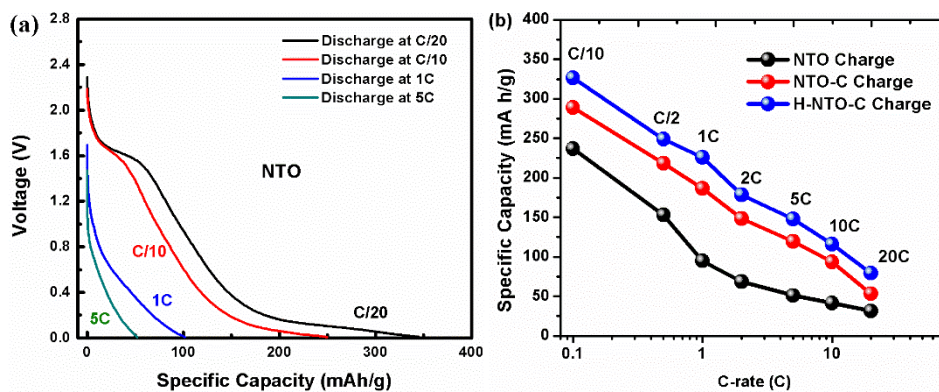 (a)
Discharge at C/20
Discharge at C/10
Discharge at 1C
Discharge at 5C
NTO
C/10
C/20
1C
5C
Voltage (V)
2.8
2.4
2.0
1.6
1.2
0.8
0.4
0.0
0 100 200 300 400
Specific Capacity (mAh/g)
(b)
NTO Charge
NTO-C Charge
H-NTO-C Charge
C/10
C/2
1C
2C
5C
10C
20C
Specific Capacity (mA h/g)
400
350
300
250
200
150
100
50
0
0.1 1 10
C-rate (C)